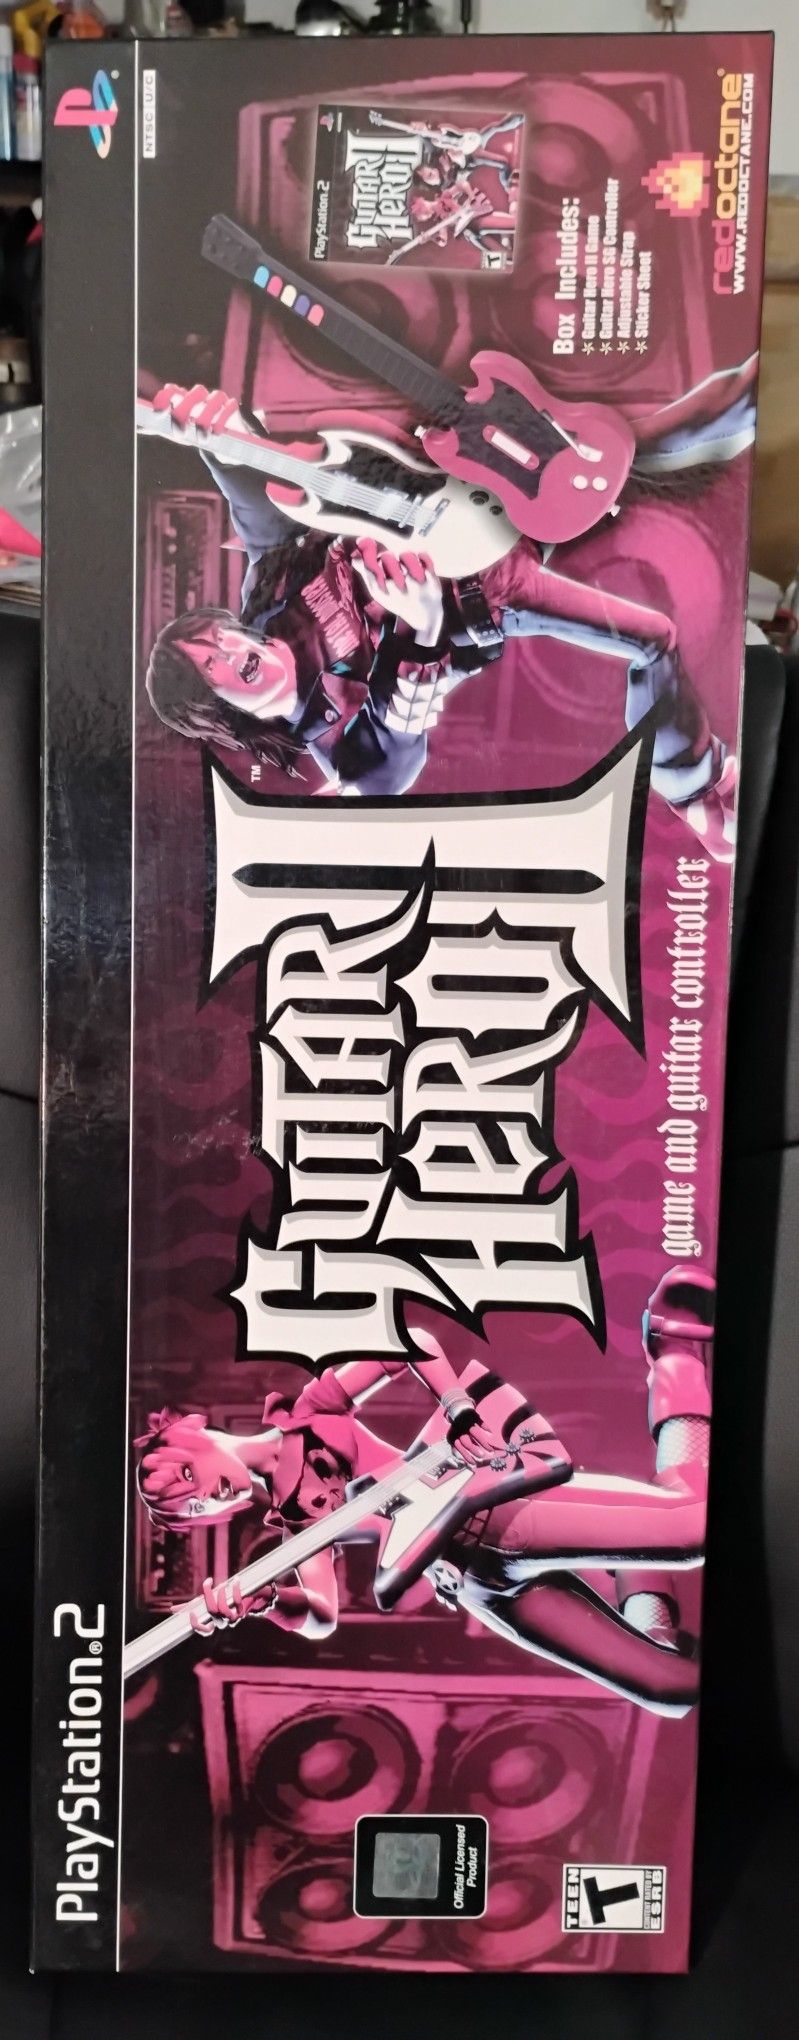 PlayStation®2
NTSC U/C
PlayStation 2
GUITAR
HERO II
redoctane®
WWW.REDOCTANE.COM
Box Includes:
Guitar Hero II Game
Guitar Hero SG Controller
Adjustable Strap
Sticker Sheet
GUITAR
HERO II
TM
game and guitar controller
Official Licensed
Product
TEEN
T
ESRB